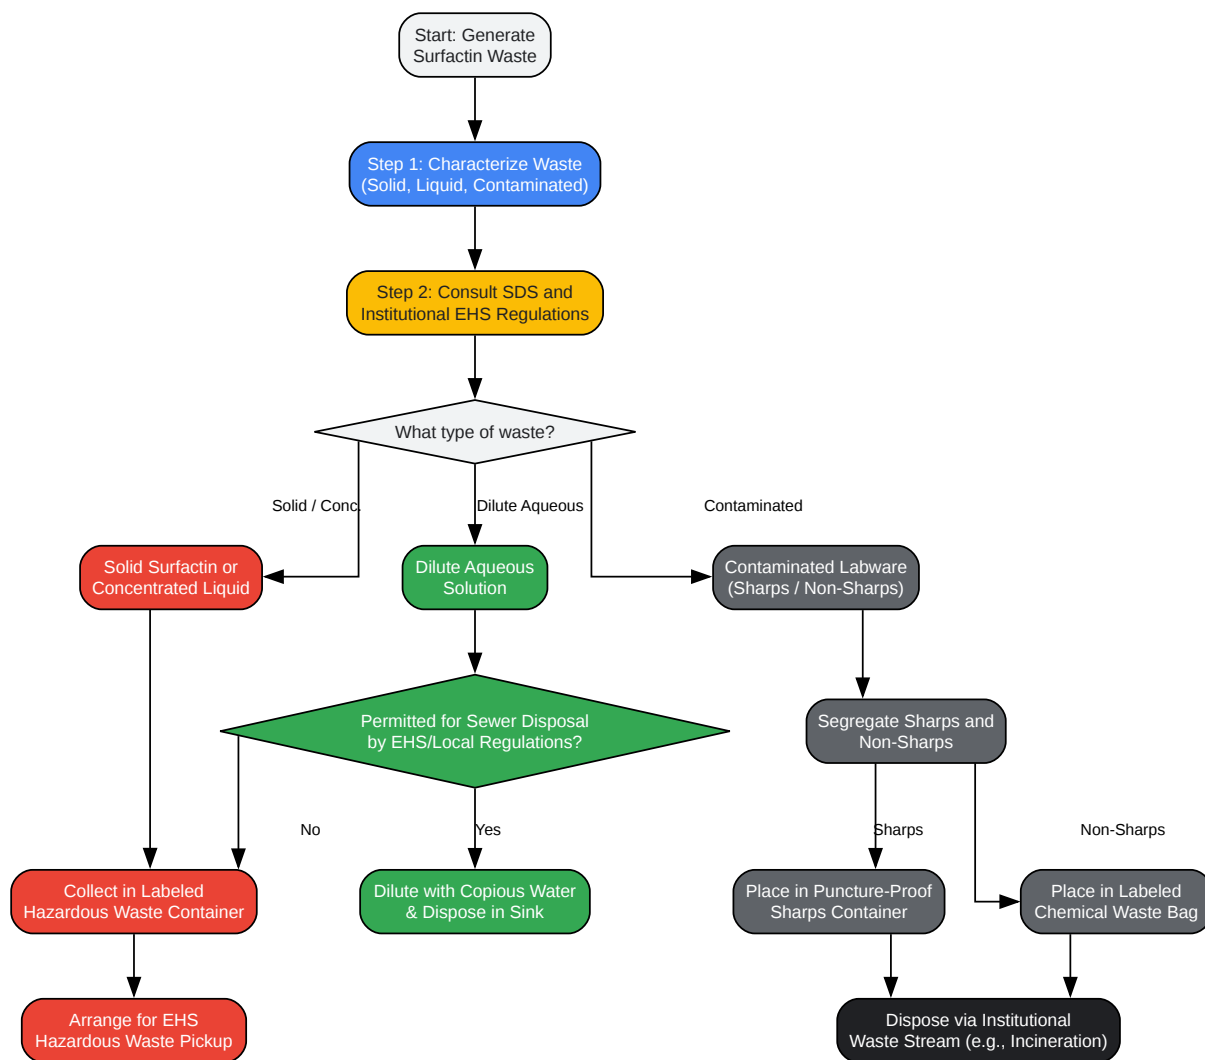 Start: Generate
Surfactin Waste
Step 1: Characterize Waste
(Solid, Liquid, Contaminated)
Step 2: Consult SDS and
Institutional EHS Regulations
What type of waste?
Solid / Conc.
Dilute Aqueous
Contaminated
Solid Surfactin or
Concentrated Liquid
Dilute Aqueous
Solution
Contaminated Labware
(Sharps / Non-Sharps)
Permitted for Sewer Disposal
by EHS/Local Regulations?
Segregate Sharps and
Non-Sharps
No
Yes
Sharps
Non-Sharps
Collect in Labeled
Hazardous Waste Container
Dilute with Copious Water
& Dispose in Sink
Place in Puncture-Proof
Sharps Container
Place in Labeled
Chemical Waste Bag
Arrange for EHS
Hazardous Waste Pickup
Dispose via Institutional
Waste Stream (e.g., Incineration)